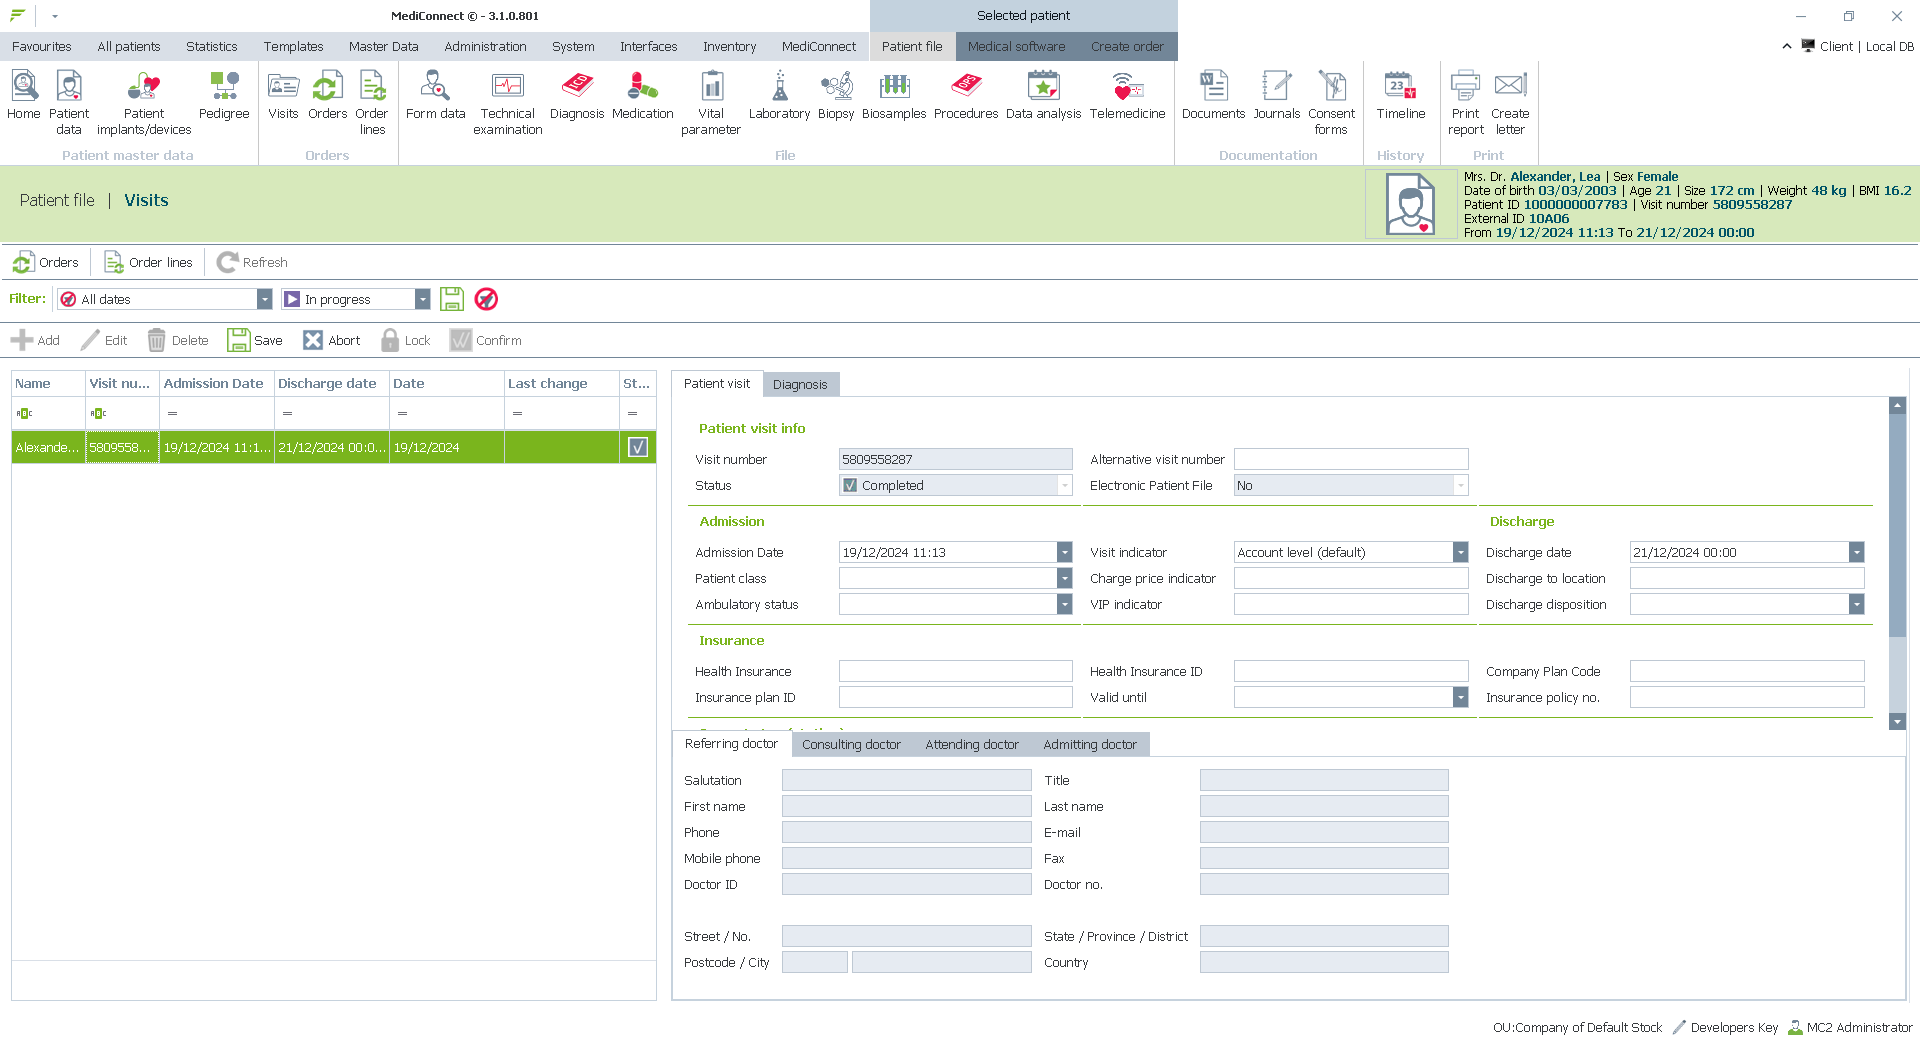 MediConnect © - 3.1.0.801
Selected patient
Favourites All patients Statistics Templates Master Data Administration System Interfaces Inventory MediConnect Patient file Medical software Create order
Client | Local DB
Home Patient data Patient implants/devices Pedigree Visits Orders Order lines Form data Technical examination Diagnosis Medication Vital parameter Laboratory Biopsy Biosamples Procedures Data analysis Telemedicine Documents Journals Consent forms Timeline Print report Create letter
Patient master data Orders File Documentation History Print
Patient file | Visits
Mrs. Dr. Alexander, Lea | Sex Female
Date of birth 03/03/2003 | Age 21 | Size 172 cm | Weight 48 kg | BMI 16.2
Patient ID 1000000007783 | Visit number 5809558287
External ID 10A06
From 19/12/2024 11:13 To 21/12/2024 00:00
Orders Order lines Refresh
Filter: All dates In progress
Add Edit Delete Save Abort Lock Confirm
Name Visit nu... Admission Date Discharge date Date Last change St...
ABC ABC = = = = =
Alexande... 5809558... 19/12/2024 11:1... 21/12/2024 00:0... 19/12/2024
Patient visit Diagnosis
Patient visit info
Visit number 5809558287 Alternative visit number
Status Completed Electronic Patient File No
Admission Discharge
Admission Date 19/12/2024 11:13 Visit indicator Account level (default) Discharge date 21/12/2024 00:00
Patient class Charge price indicator Discharge to location
Ambulatory status VIP indicator Discharge disposition
Insurance
Health Insurance Health Insurance ID Company Plan Code
Insurance plan ID Valid until Insurance policy no.
Referring doctor Consulting doctor Attending doctor Admitting doctor
Salutation Title
First name Last name
Phone E-mail
Mobile phone Fax
Doctor ID Doctor no.
Street / No. State / Province / District
Postcode / City Country
OU:Company of Default Stock Developers Key MC2 Administrator